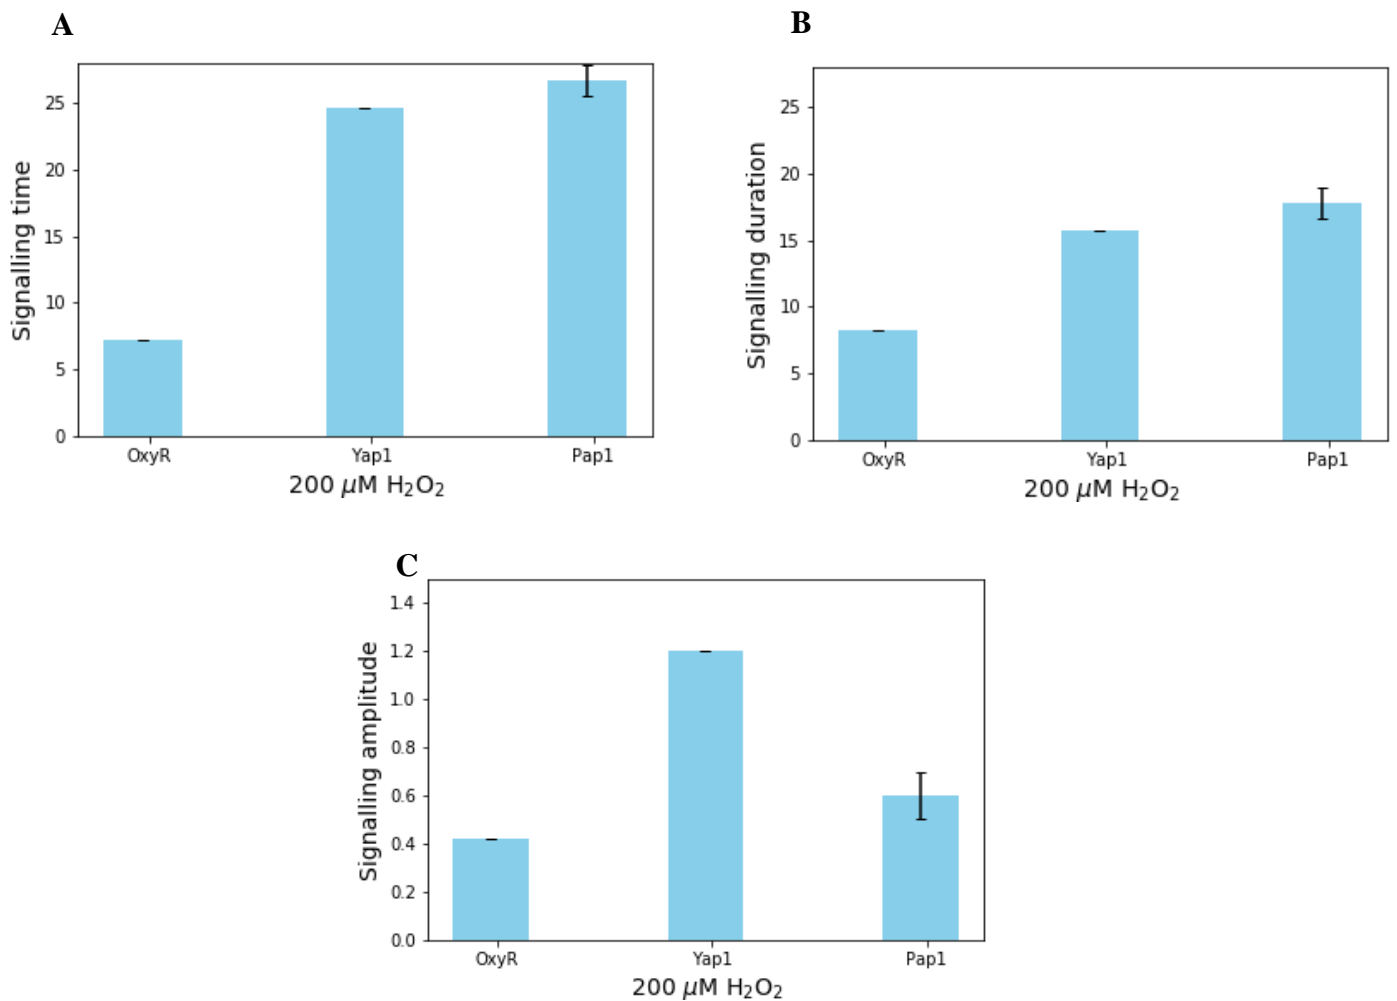 A
Signalling time
25
20
15
10
5
0
OxyR Yap1 Pap1
200 μM H₂O₂
B
Signalling duration
25
20
15
10
5
0
OxyR Yap1 Pap1
200 μM H₂O₂
C
Signalling amplitude
1.4
1.2
1.0
0.8
0.6
0.4
0.2
0.0
OxyR Yap1 Pap1
200 μM H₂O₂